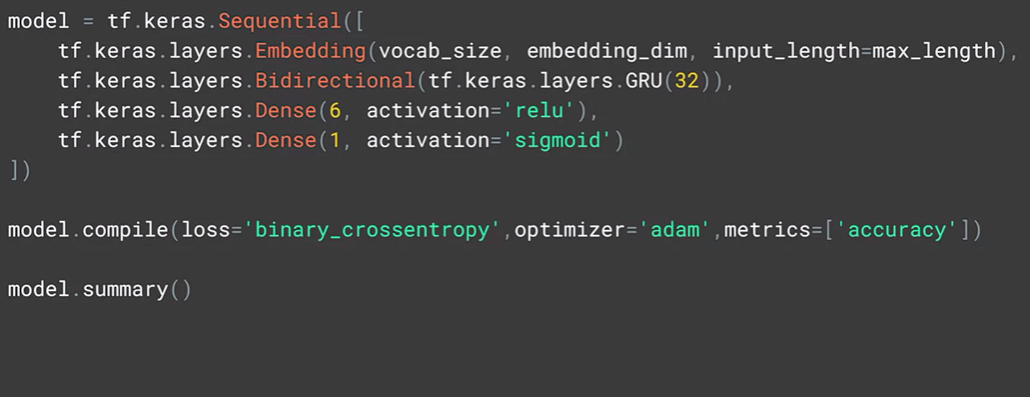 model = tf.keras.Sequential([
    tf.keras.layers.Embedding(vocab_size, embedding_dim, input_length=max_length),
    tf.keras.layers.Bidirectional(tf.keras.layers.GRU(32)),
    tf.keras.layers.Dense(6, activation='relu'),
    tf.keras.layers.Dense(1, activation='sigmoid')
])
model.compile(loss='binary_crossentropy',optimizer='adam',metrics=['accuracy'])
model.summary()